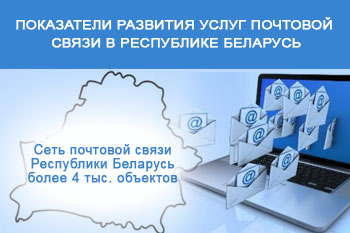 ПОКАЗАТЕЛИ РАЗВИТИЯ УСЛУГ ПОЧТОВОЙ
СВЯЗИ В РЕСПУБЛИКЕ БЕЛАРУСЬ
Сеть почтовой связи
Республики Беларусь
более 4 тыс. объектов